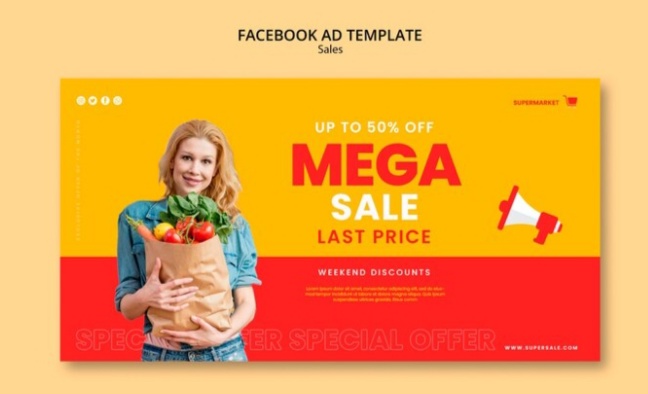 FACEBOOK AD TEMPLATE
Sales
SUPERMARKET
UP TO 50% OFF
MEGA
SALE
LAST PRICE
WEEKEND DISCOUNTS
SPECIAL OFFER SPECIAL OFFER
WWW.SUPERSALE.COM